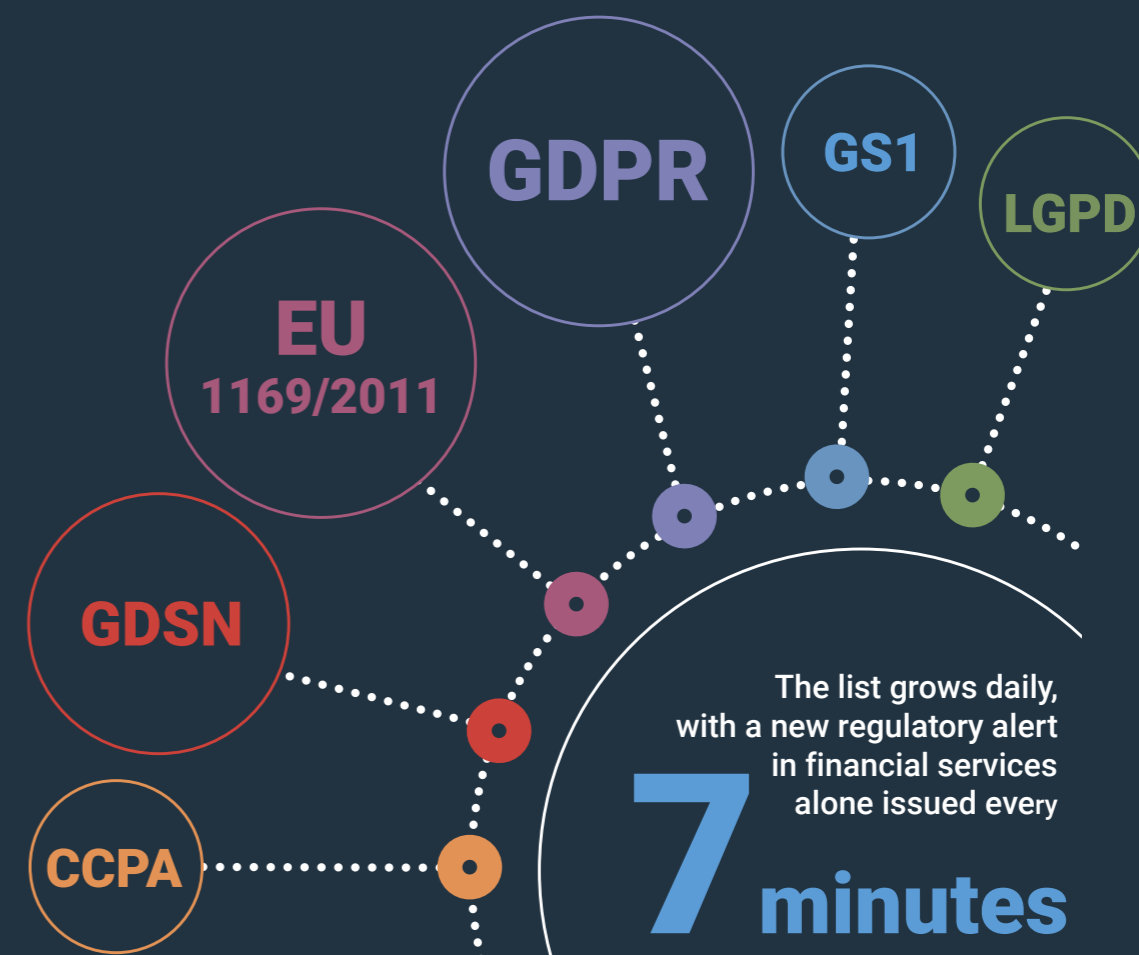 GDPR
GS1
LGPD
EU
1169/2011
GDSN
CCPA
The list grows daily,
with a new regulatory alert
in financial services
alone issued every
7 minutes